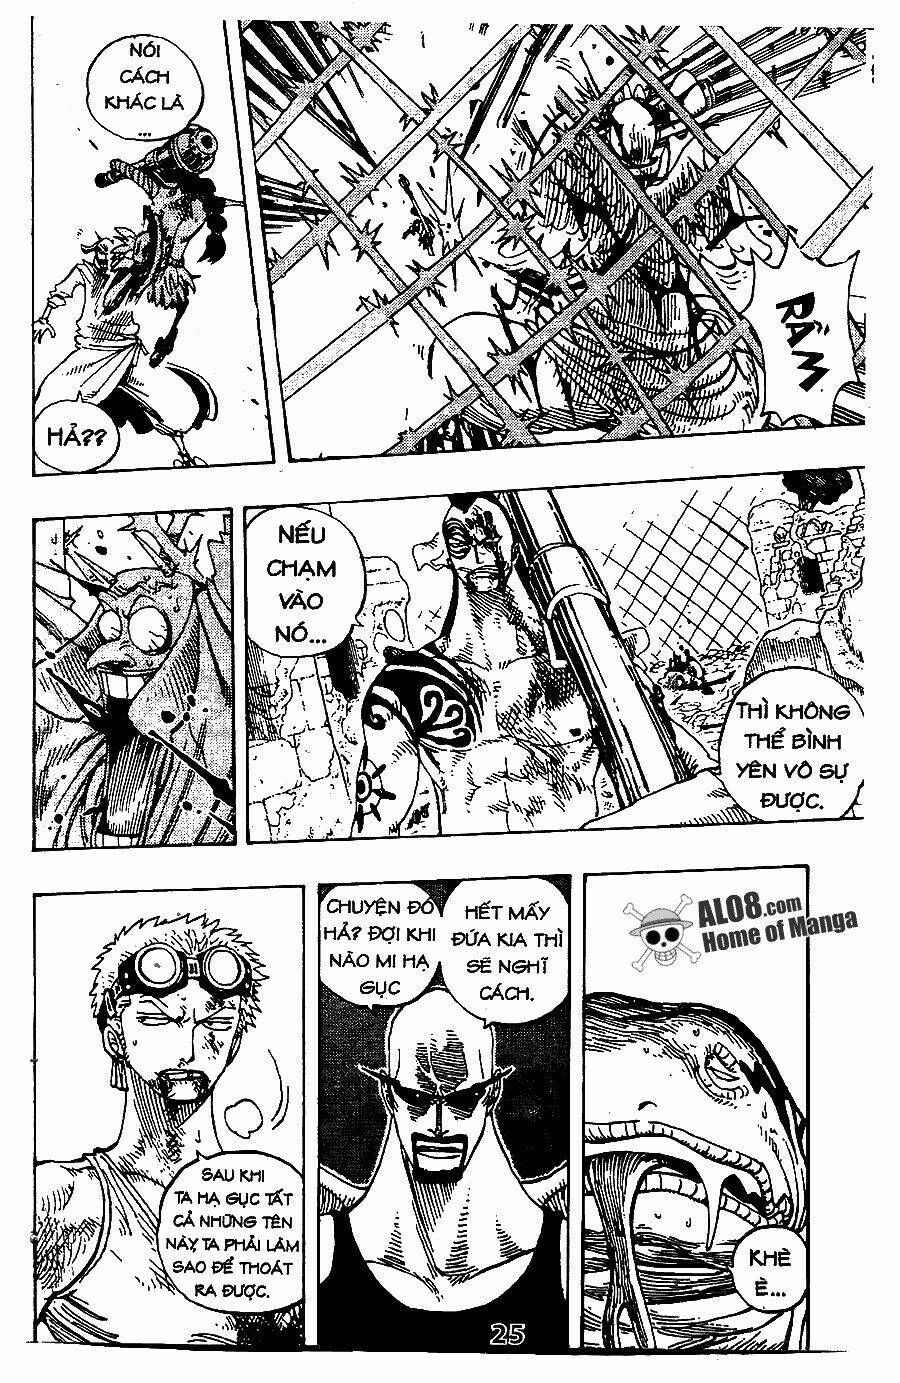 NÓI
CÁCH
KHÁC LÀ
...
HẢ??
RẦM
NẾU
CHẠM
VÀO
NÓ...
THÌ KHÔNG
THỂ BÌNH
YÊN VÔ SỰ
ĐƯỢC.
SAU KHI
TA HẠ GỤC TẤT
CẢ NHỮNG TÊN
NÀY, TA PHẢI LÀM
SAO ĐỂ THOÁT
RA ĐƯỢC.
CHUYỆN ĐÓ
HẢ? ĐỢI KHI
NÀO MI HẠ
GỤC
HẾT MẤY
ĐỨA KIA THÌ
SẼ NGHĨ
CÁCH.
KHÈ
È...
AL08.com
Home of Manga
25